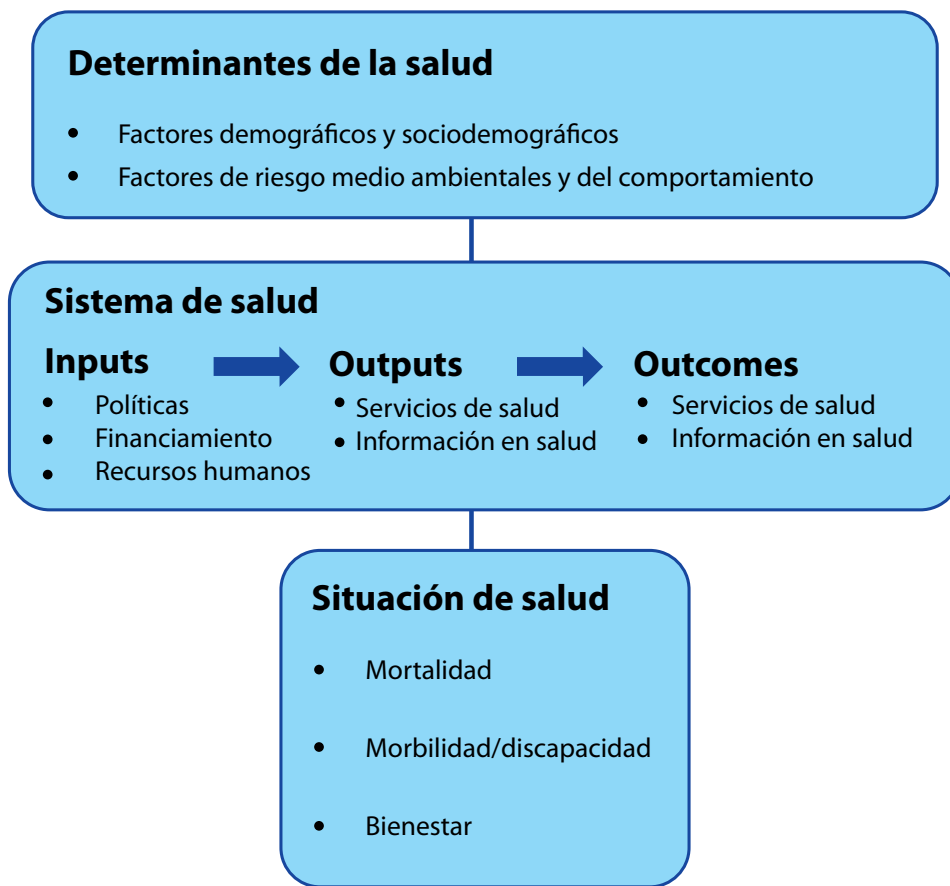 Determinantes de la salud
• Factores demográficos y sociodemográficos
• Factores de riesgo medio ambientales y del comportamiento
Sistema de salud
Inputs
• Políticas
• Financiamiento
• Recursos humanos
Outputs
• Servicios de salud
• Información en salud
Outcomes
• Servicios de salud
• Información en salud
Situación de salud
• Mortalidad
• Morbilidad/discapacidad
• Bienestar